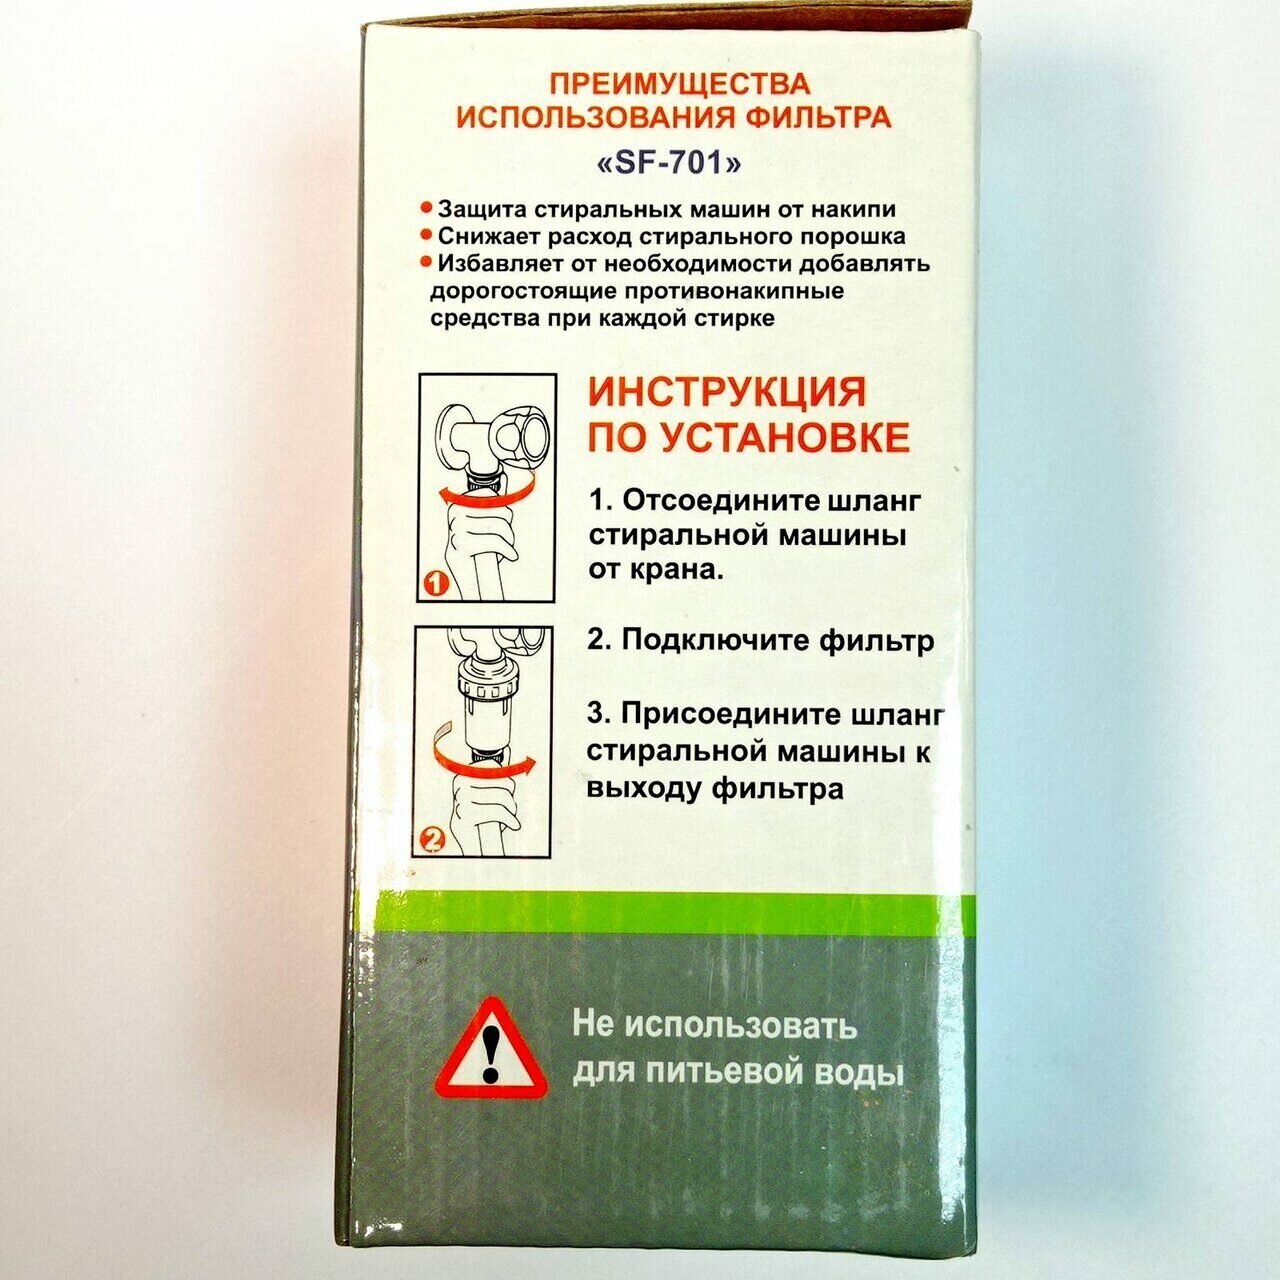 ПРЕИМУЩЕСТВА
ИСПОЛЬЗОВАНИЯ ФИЛЬТРА
«SF-701»
• Защита стиральных машин от накипи
• Снижает расход стирального порошка
• Избавляет от необходимости добавлять
дорогостоящие противонакипные
средства при каждой стирке
ИНСТРУКЦИЯ
ПО УСТАНОВКЕ
1. Отсоедините шланг
стиральной машины
от крана.
1
2. Подключите фильтр
3. Присоедините шланг
стиральной машины к
выходу фильтра
2
Не использовать
для питьевой воды